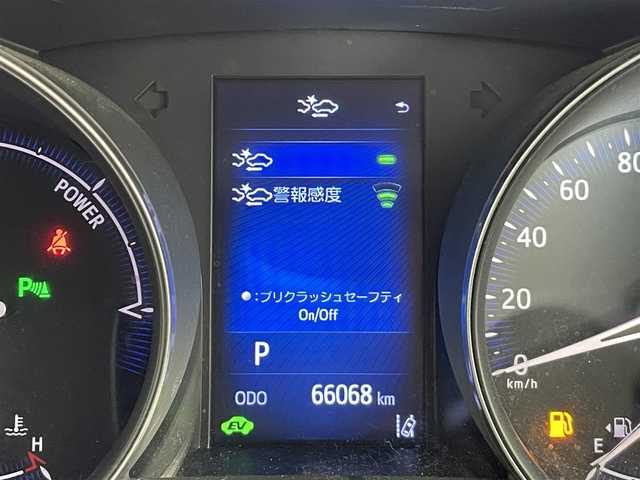 POWER
P
H
警報感度
●:プリクラッシュセーフティ
On/Off
P
ODO 66068 km
EV
80
60
40
20
0
km/h
E